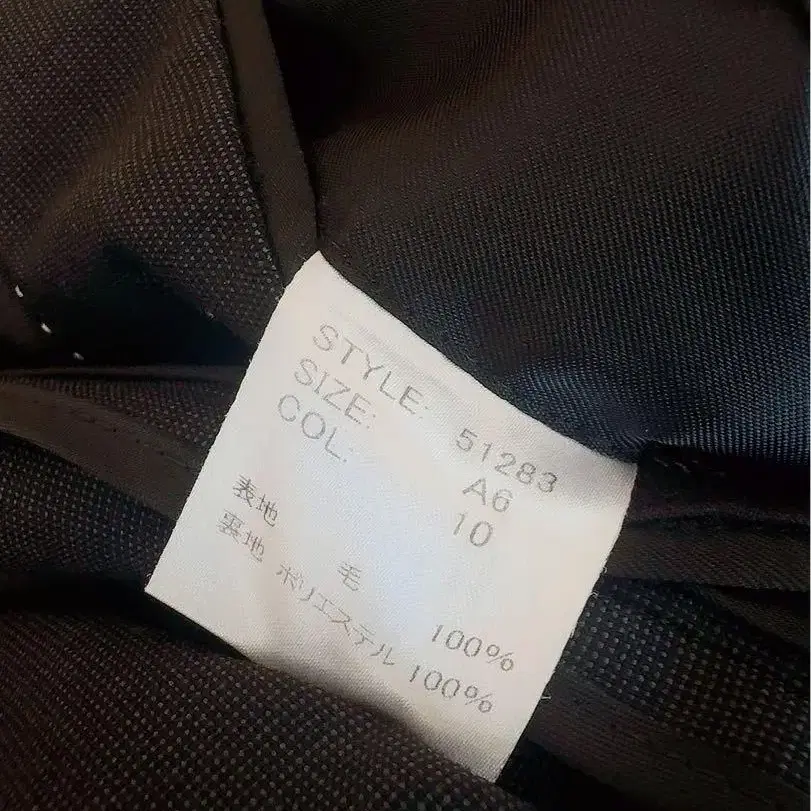 STYLE: 51283
SIZE: A6
COL: 10
表地 毛 100%
裏地 ポリエステル 100%